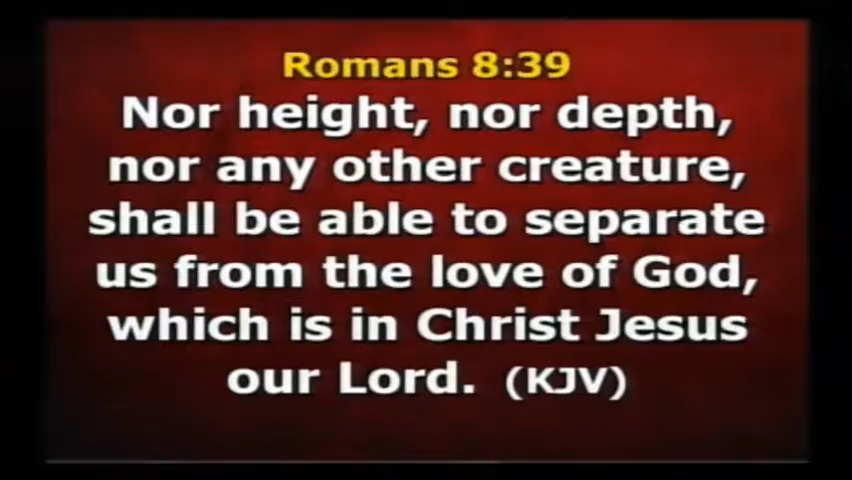 Romans 8:39
Nor height, nor depth,
nor any other creature,
shall be able to separate
us from the love of God,
which is in Christ Jesus
our Lord. (KJV)